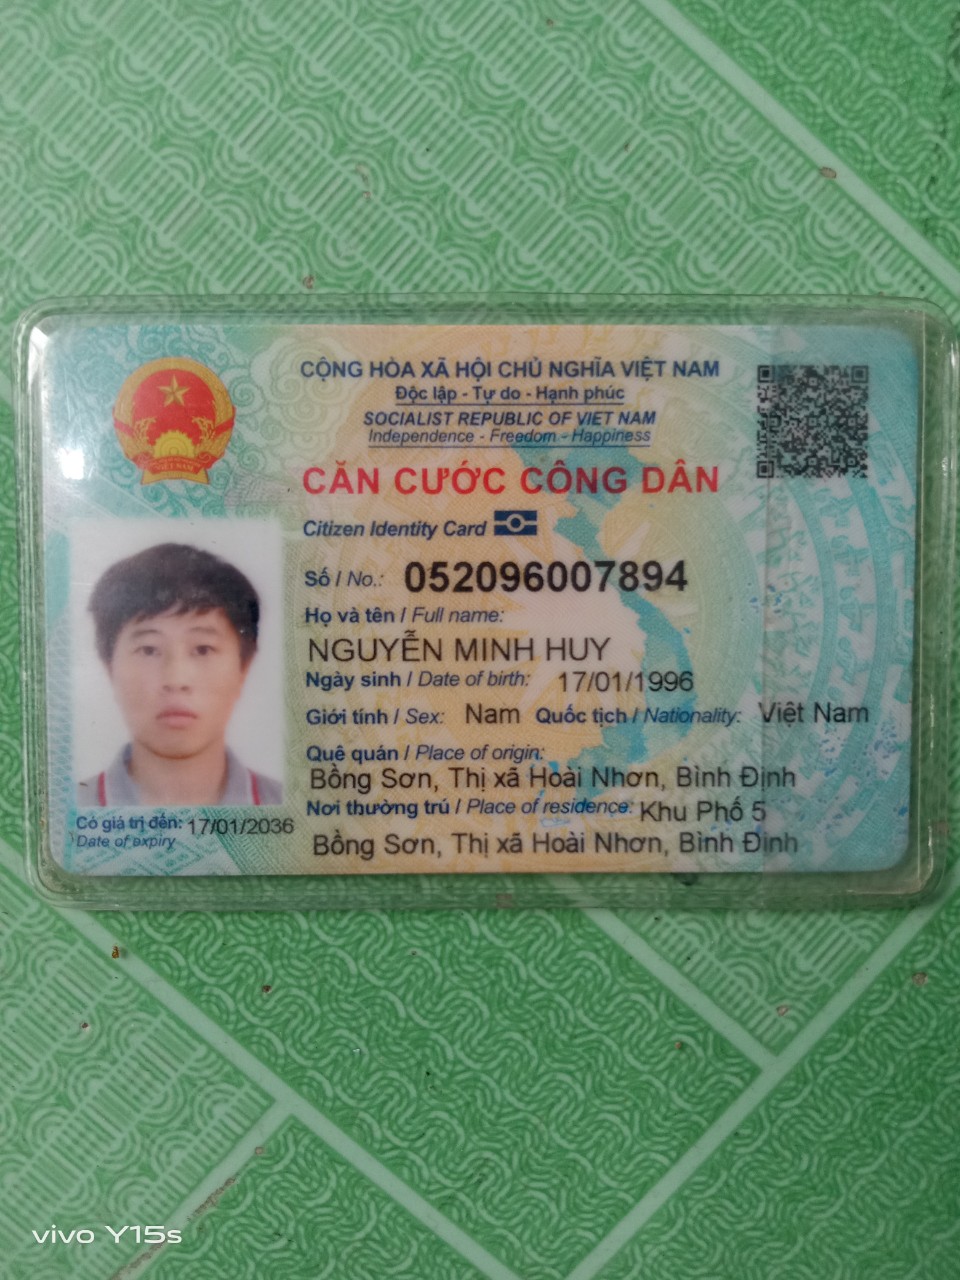 CỘNG HÒA XÃ HỘI CHỦ NGHĨA VIỆT NAM
Độc lập - Tự do - Hạnh phúc
SOCIALIST REPUBLIC OF VIET NAM
Independence - Freedom - Happiness
CĂN CƯỚC CÔNG DÂN
Citizen Identity Card
Số / No.: 052096007894
Họ và tên / Full name:
NGUYỄN MINH HUY
Ngày sinh / Date of birth: 17/01/1996
Giới tính / Sex: Nam Quốc tịch / Nationality: Việt Nam
Quê quán / Place of origin:
Bồng Sơn, Thị xã Hoài Nhơn, Bình Định
Nơi thường trú / Place of residence: Khu Phố 5
Bồng Sơn, Thị xã Hoài Nhơn, Bình Định
Có giá trị đến: 17/01/2036
Date of expiry
VIỆT NAM
vivo Y15s